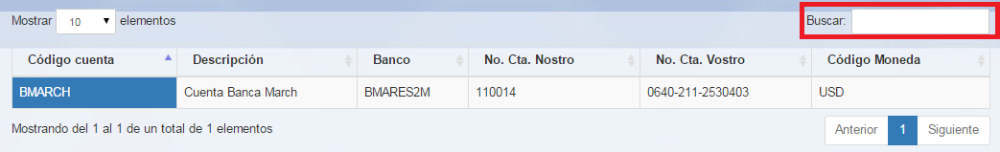 Mostrar 10 elementos Buscar:
Código cuenta Descripción Banco No. Cta. Nostro No. Cta. Vostro Código Moneda
BMARCH Cuenta Banca March BMARES2M 110014 0640-211-2530403 USD
Mostrando del 1 al 1 de un total de 1 elementos Anterior 1 Siguiente